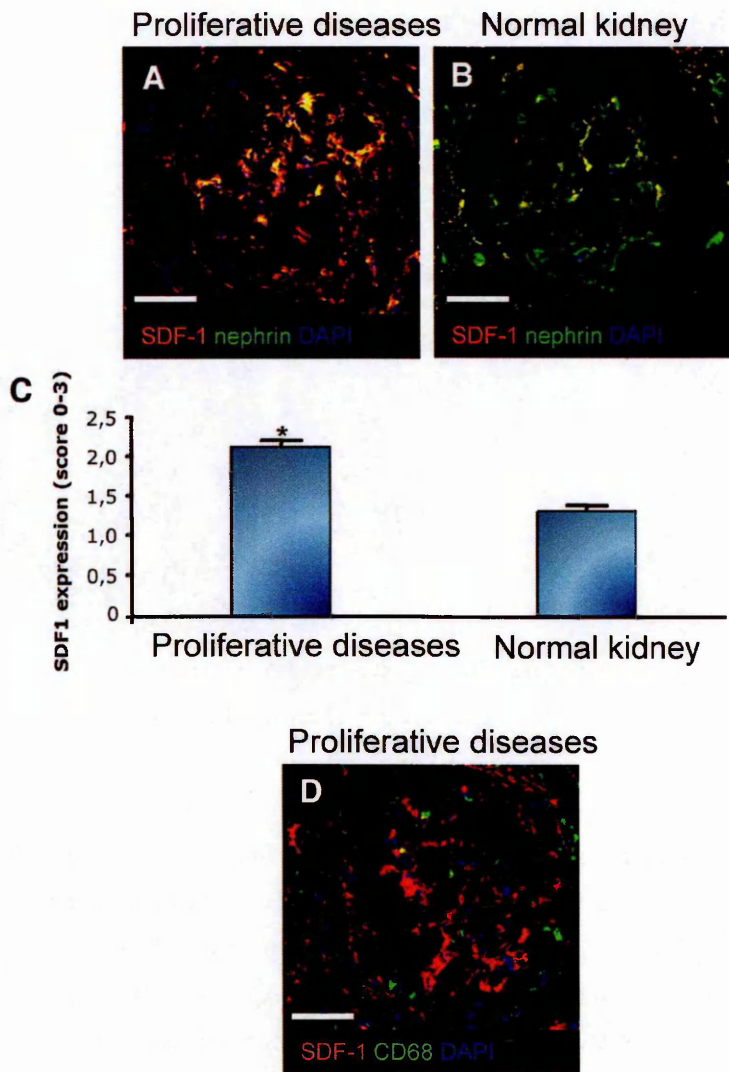 Proliferative diseases Normal kidney
A B
SDF-1 nephrin DAPI SDF-1 nephrin DAPI
C
SDF1 expression (score 0-3)
2,5
2,0
1,5
1,0
0,5
0
*
Proliferative diseases Normal kidney
Proliferative diseases
D
SDF-1 CD68 DAPI